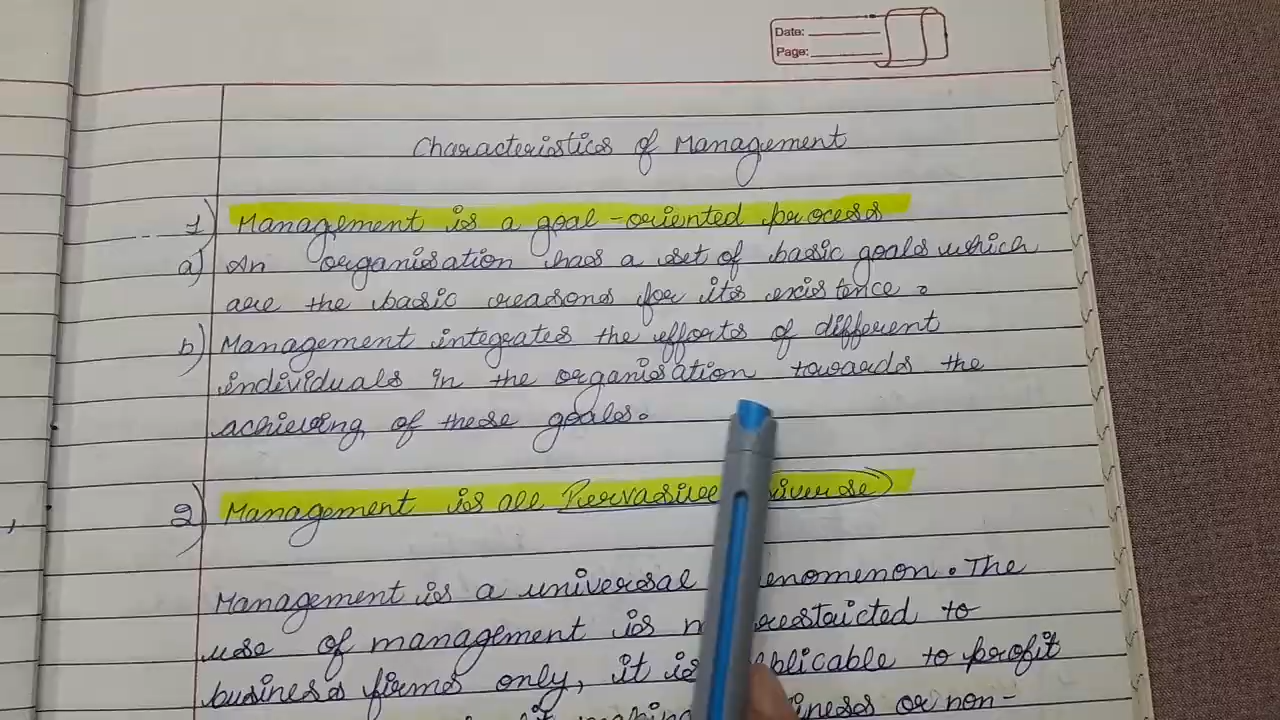 Date:
Page:
Characteristics of Management
1) Management is a goal-oriented process
a) An organisation has a set of basic goals which
are the basic reasons for its existence.
b) Management integrates the efforts of different
individuals in the organisation towards the
achieving of these goals.
2) Management is all Pervasive
Management is a universal The
use of management is restricted to
business firms only, it is to profit
or non-